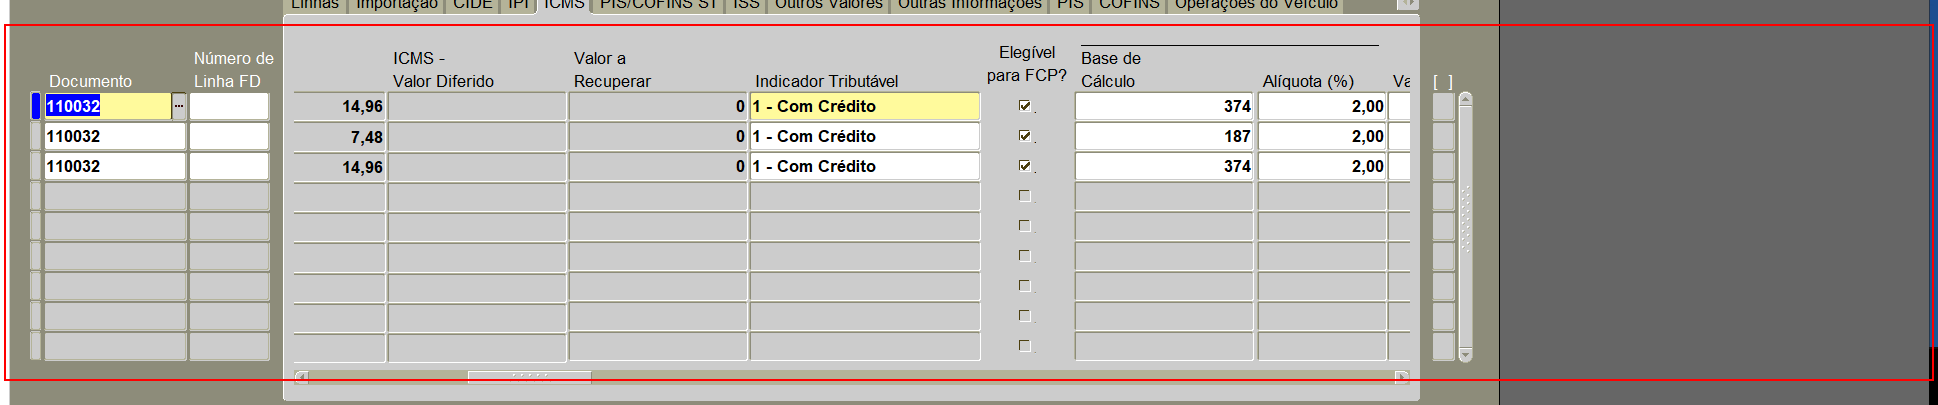 Linhas Importação CIDE IPI ICMS PIS/COFINS ST ISS Outros Valores Outras Informações PIS COFINS Operações do Veículo
Documento Número de Linha FD ICMS - Valor Diferido Valor a Recuperar Indicador Tributável Elegível para FCP? Base de Cálculo Alíquota (%) Va [ ]
110032 ... 14,96 0 1 - Com Crédito 374 2,00
110032 7,48 0 1 - Com Crédito 187 2,00
110032 14,96 0 1 - Com Crédito 374 2,00